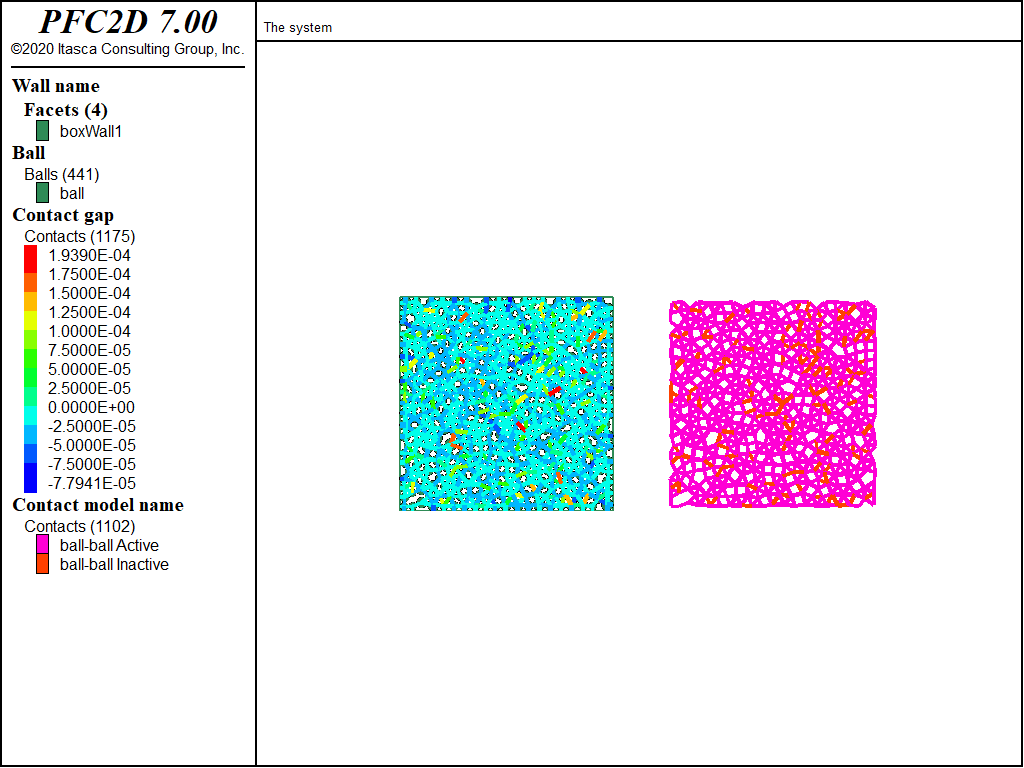 PFC2D 7.00
©2020 Itasca Consulting Group, Inc.
The system
Wall name
Facets (4)
boxWall1
Ball
Balls (441)
ball
Contact gap
Contacts (1175)
1.9390E-04
1.7500E-04
1.5000E-04
1.2500E-04
1.0000E-04
7.5000E-05
5.0000E-05
2.5000E-05
0.0000E+00
-2.5000E-05
-5.0000E-05
-7.5000E-05
-7.7941E-05
Contact model name
Contacts (1102)
ball-ball Active
ball-ball Inactive